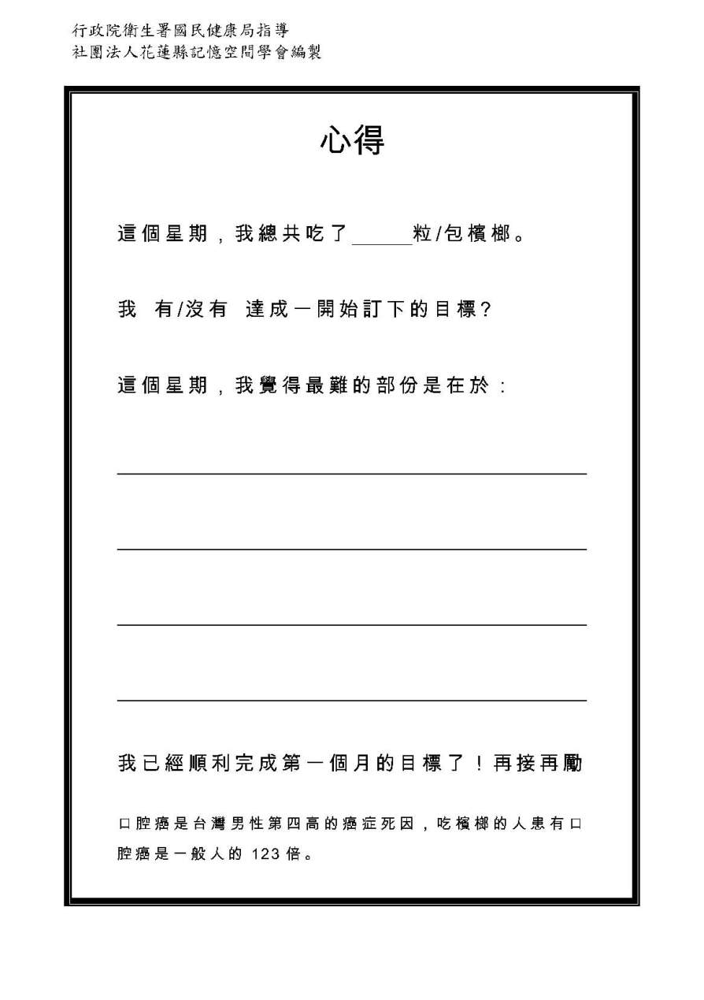 行政院衛生署國民健康局指導
社團法人花蓮縣記憶空間學會編製
心得
這個星期，我總共吃了______粒/包檳榔。
我 有/沒有 達成一開始訂下的目標?
這個星期，我覺得最難的部份是在於：
我已經順利完成第一個月的目標了！再接再勵
口腔癌是台灣男性第四高的癌症死因，吃檳榔的人患有口
腔癌是一般人的 123 倍。